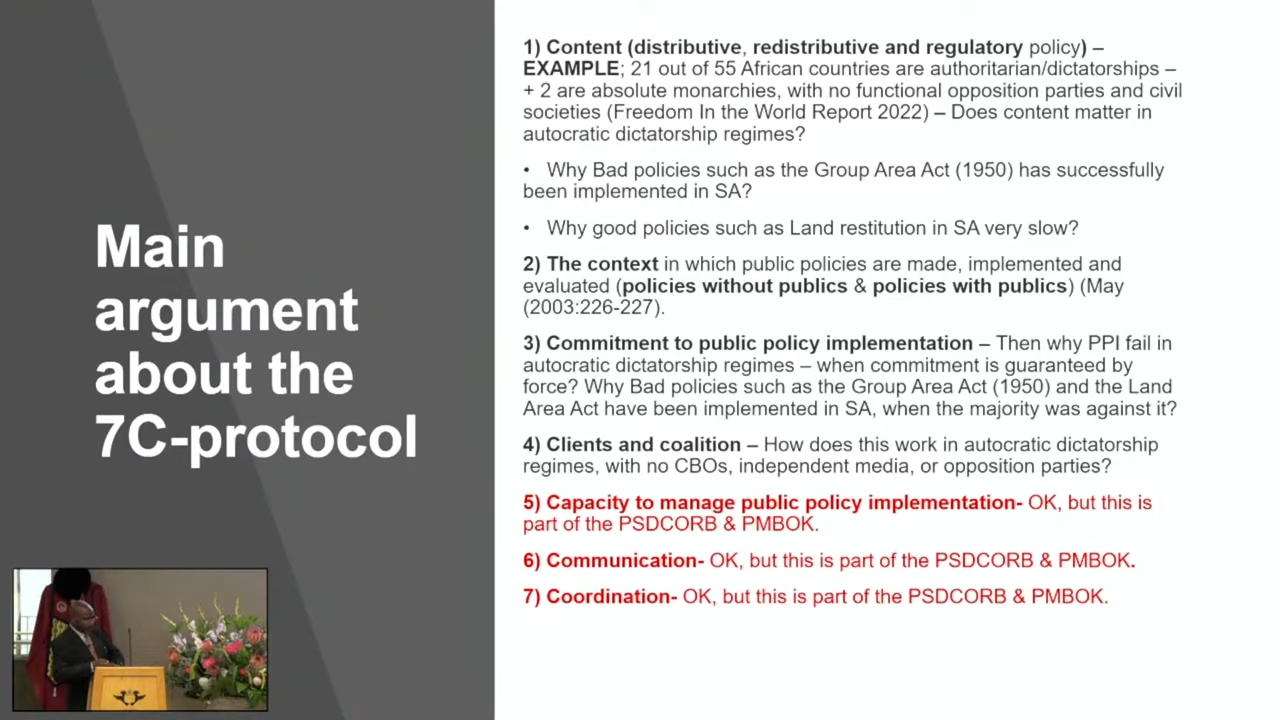 Main
argument
about the
7C-protocol
1) Content (distributive, redistributive and regulatory policy) –
EXAMPLE; 21 out of 55 African countries are authoritarian/dictatorships –
+ 2 are absolute monarchies, with no functional opposition parties and civil
societies (Freedom In the World Report 2022) – Does content matter in
autocratic dictatorship regimes?
• Why Bad policies such as the Group Area Act (1950) has successfully
been implemented in SA?
• Why good policies such as Land restitution in SA very slow?
2) The context in which public policies are made, implemented and
evaluated (policies without publics & policies with publics) (May
(2003:226-227).
3) Commitment to public policy implementation – Then why PPI fail in
autocratic dictatorship regimes – when commitment is guaranteed by
force? Why Bad policies such as the Group Area Act (1950) and the Land
Area Act have been implemented in SA, when the majority was against it?
4) Clients and coalition – How does this work in autocratic dictatorship
regimes, with no CBOs, independent media, or opposition parties?
5) Capacity to manage public policy implementation- OK, but this is
part of the PSDCORB & PMBOK.
6) Communication- OK, but this is part of the PSDCORB & PMBOK.
7) Coordination- OK, but this is part of the PSDCORB & PMBOK.